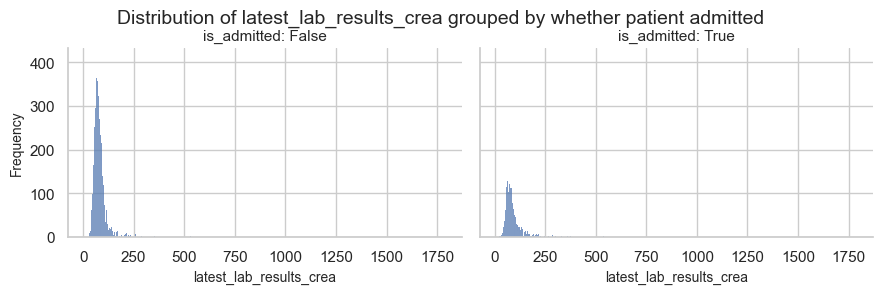 Distribution of latest_lab_results_crea grouped by whether patient admitted
is_admitted: False
is_admitted: True
400
300
200
100
0
Frequency
0 250 500 750 1000 1250 1500 1750
0 250 500 750 1000 1250 1500 1750
latest_lab_results_crea
latest_lab_results_crea